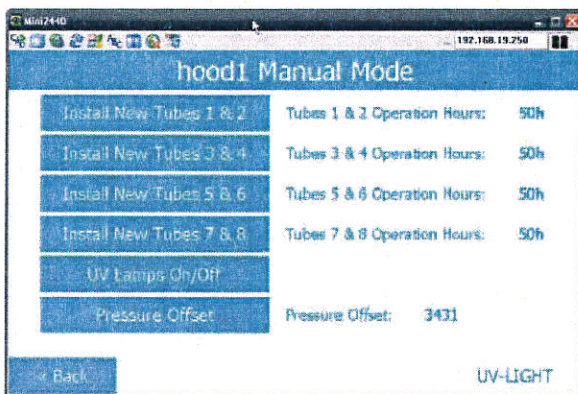 Mini2440
192.168.19.250
hood1 Manual Mode
Install New Tubes 1 & 2 Tubes 1 & 2 Operation Hours: 50h
Install New Tubes 3 & 4 Tubes 3 & 4 Operation Hours: 50h
Install New Tubes 5 & 6 Tubes 5 & 6 Operation Hours: 50h
Install New Tubes 7 & 8 Tubes 7 & 8 Operation Hours: 50h
UV Lamps On/Off
Pressure Offset Pressure Offset: 3431
< Back UV-LIGHT